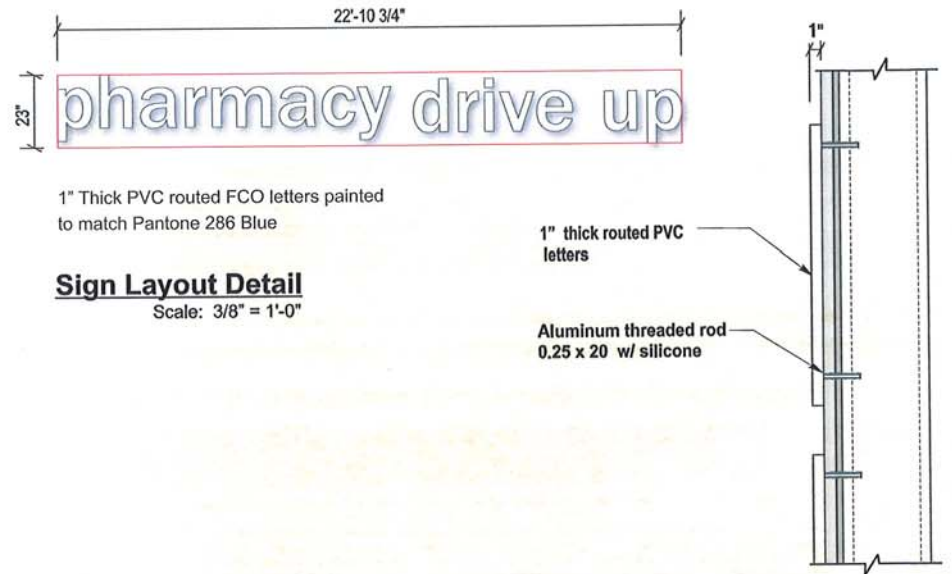 22'-10 3/4"
23"
pharmacy drive up
1" Thick PVC routed FCO letters painted
to match Pantone 286 Blue
Sign Layout Detail
Scale: 3/8" = 1'-0"
1"
1" thick routed PVC
letters
Aluminum threaded rod
0.25 x 20 w/ silicone